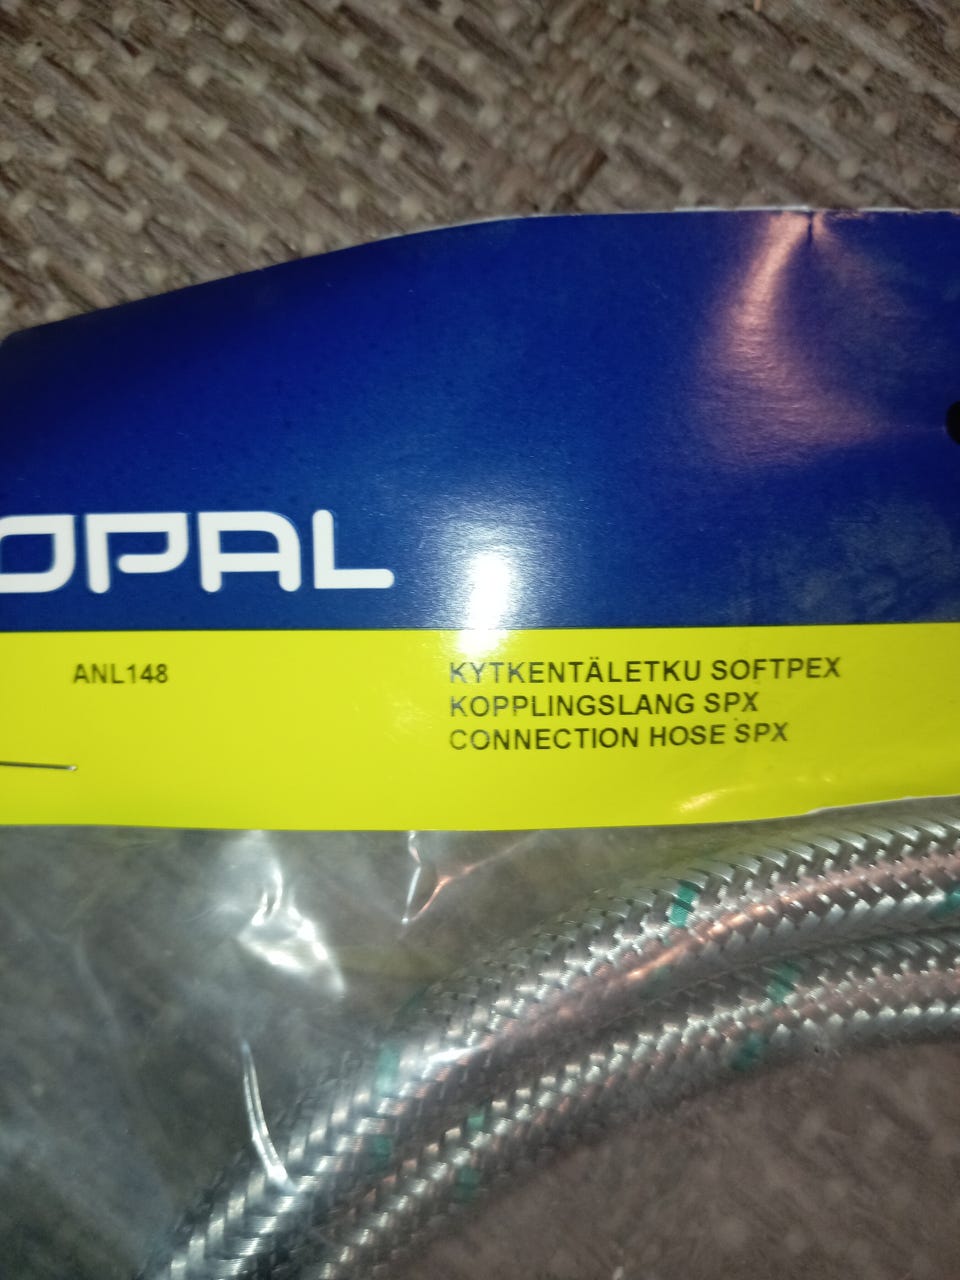 OPAL
ANL148
KYTKENTÄLETKU SOFTPEX
KOPPLINGSLANG SPX
CONNECTION HOSE SPX